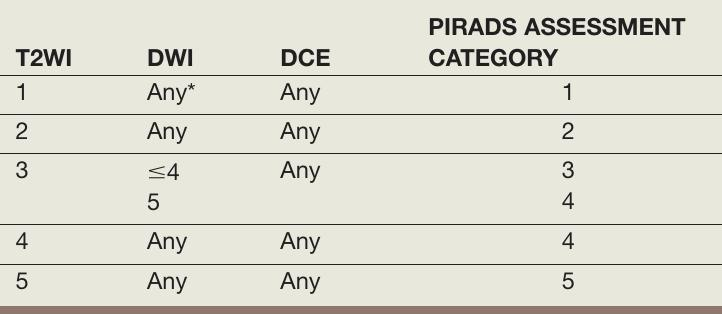 PIRADS ASSESSMENT
T2WI DWI DCE CATEGORY
1 Any* Any 1
2 Any Any 2
3 ≤4 Any 3
5 4
4 Any Any 4
5 Any Any 5